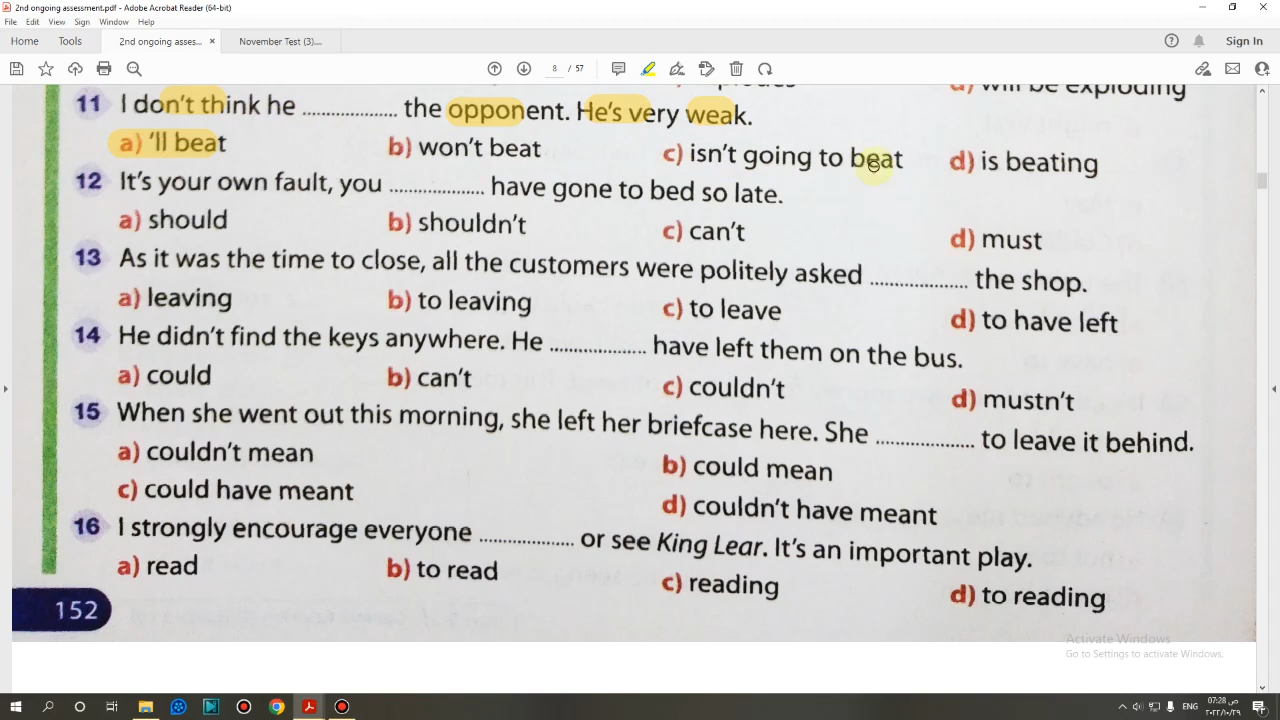 2nd ongoing assessment.pdf - Adobe Acrobat Reader (64-bit)
File Edit View Sign Window Help
Home Tools 2nd ongoing asses... × November Test (3).... Sign In
8 / 57
d) will be exploding
11 I don't think he .................. the opponent. He's very weak.
a) 'll beat b) won't beat c) isn't going to beat d) is beating
12 It's your own fault, you .................. have gone to bed so late.
a) should b) shouldn't c) can't d) must
13 As it was the time to close, all the customers were politely asked .................. the shop.
a) leaving b) to leaving c) to leave d) to have left
14 He didn't find the keys anywhere. He .................. have left them on the bus.
a) could b) can't c) couldn't d) mustn't
15 When she went out this morning, she left her briefcase here. She .................. to leave it behind.
a) couldn't mean b) could mean
c) could have meant d) couldn't have meant
16 I strongly encourage everyone .................. or see King Lear. It's an important play.
a) read b) to read c) reading d) to reading
152
Activate Windows
Go to Settings to activate Windows.
ENG 07:28 ص
٢٠٢٢/١٠/٢٩